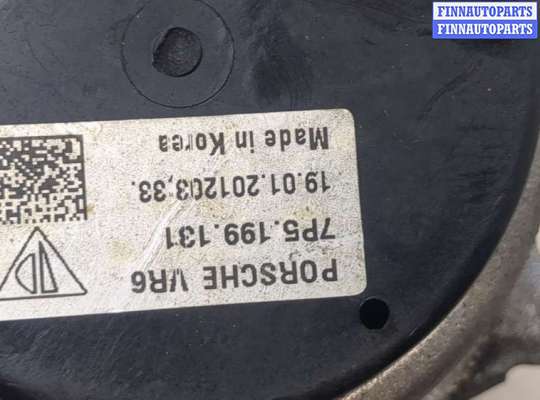 FINNAUTOPARTS
FINNAUTOPARTS
PORSCHE VR6
7P5.199.131
19.01.201203,33.
Made in Korea